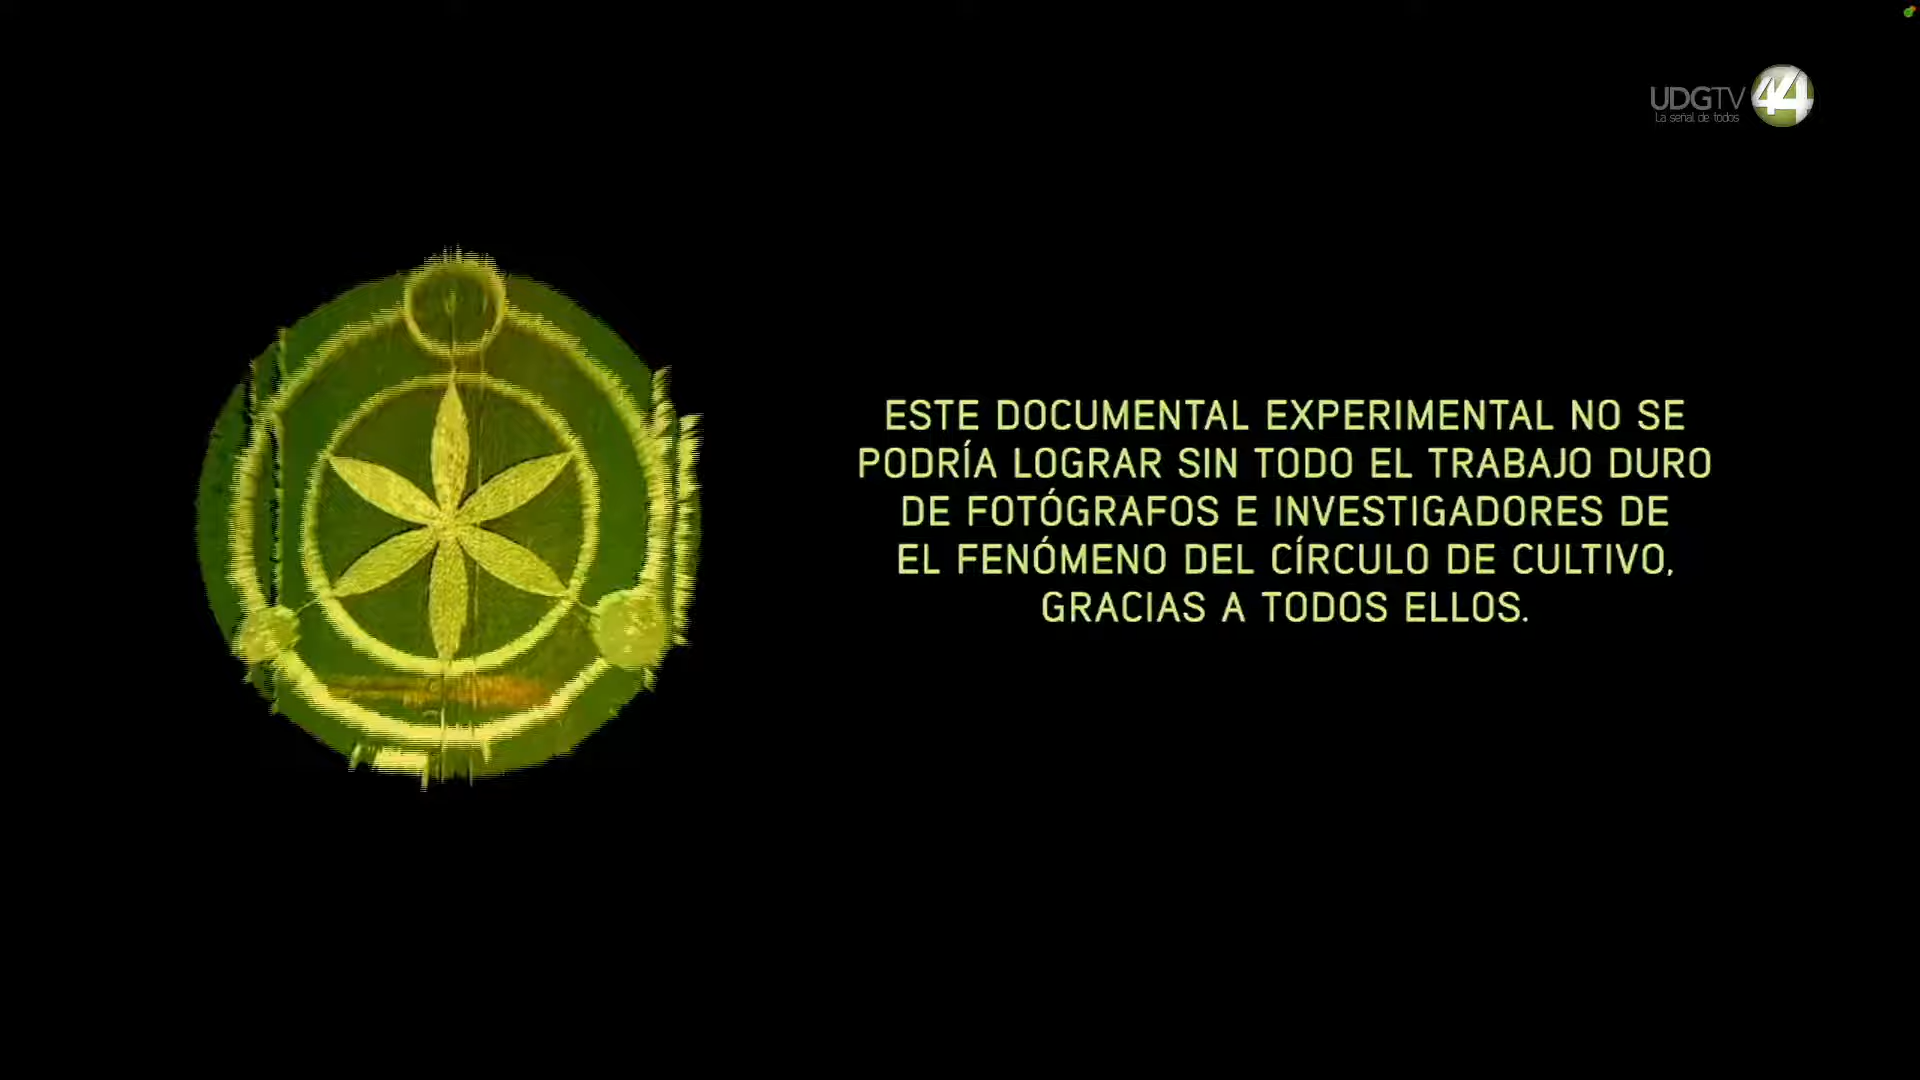 UDGTV 44
La señal de todos
ESTE DOCUMENTAL EXPERIMENTAL NO SE
PODRÍA LOGRAR SIN TODO EL TRABAJO DURO
DE FOTÓGRAFOS E INVESTIGADORES DE
EL FENÓMENO DEL CÍRCULO DE CULTIVO,
GRACIAS A TODOS ELLOS.